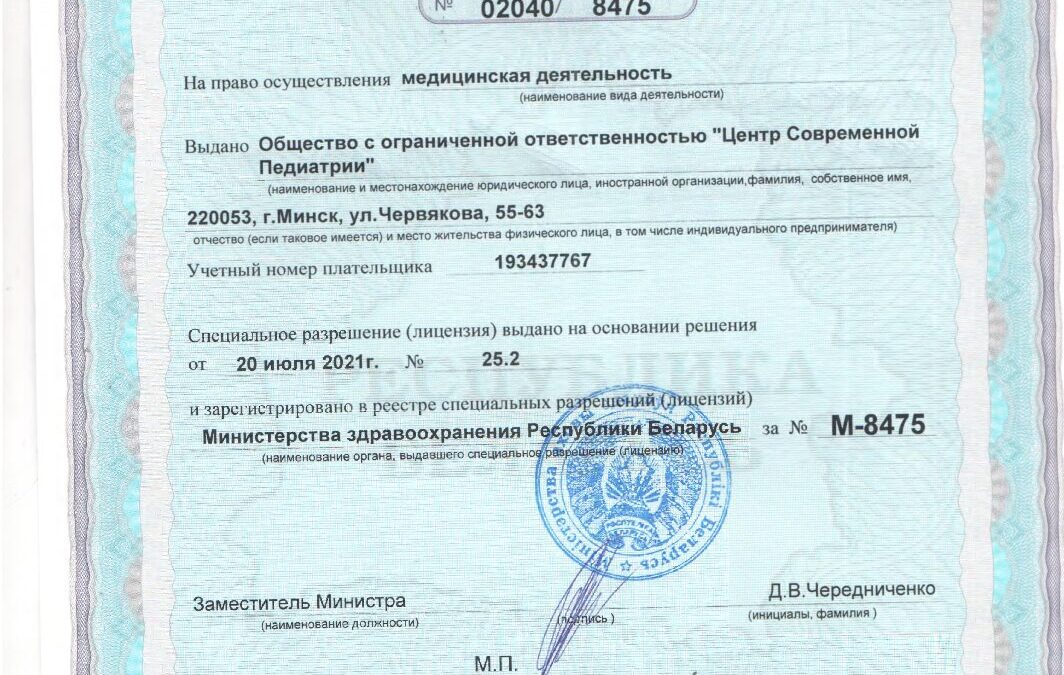 № 02040/ 8475
На право осуществления медицинская деятельность
(наименование вида деятельности)
Выдано Общество с ограниченной ответственностью "Центр Современной
Педиатрии"
(наименование и местонахождение юридического лица, иностранной организации,фамилия, собственное имя,
220053, г.Минск, ул.Червякова, 55-63
отчество (если таковое имеется) и место жительства физического лица, в том числе индивидуального предпринимателя)
Учетный номер плательщика 193437767
Специальное разрешение (лицензия) выдано на основании решения
от 20 июля 2021г. № 25.2
РЕСПУБЛИКА
и зарегистрировано в реестре специальных разрешений (лицензий)
Министерства здравоохранения Республики Беларусь за № М-8475
(наименование органа, выдавшего специальное разрешение (лицензию)
Міністэрства аховы здароўя Рэспублікі Беларусь
Заместитель Министра Д.В.Чередниченко
(наименование должности) (подпись ) (инициалы, фамилия )
М.П.